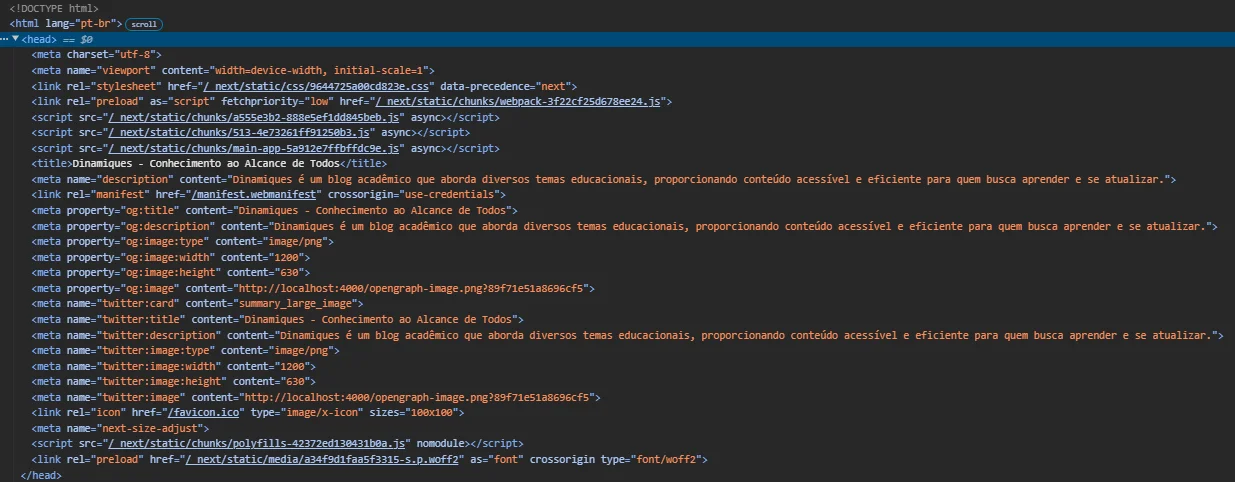 <!DOCTYPE html>
<html lang="pt-br"> scroll
<head> == $0
<meta charset="utf-8">
<meta name="viewport" content="width=device-width, initial-scale=1">
<link rel="stylesheet" href="/_next/static/css/9644725a00cd823e.css" data-precedence="next">
<link rel="preload" as="script" fetchpriority="low" href="/_next/static/chunks/webpack-3f22cf25d678ee24.js">
<script src="/_next/static/chunks/a555e3b2-888e5ef1dd845beb.js" async></script>
<script src="/_next/static/chunks/513-4e73261ff91250b3.js" async></script>
<script src="/_next/static/chunks/main-app-5a912e7ffbffdc9e.js" async></script>
<title>Dinamiques - Conhecimento ao Alcance de Todos</title>
<meta name="description" content="Dinamiques é um blog acadêmico que aborda diversos temas educacionais, proporcionando conteúdo acessível e eficiente para quem busca aprender e se atualizar.">
<link rel="manifest" href="/manifest.webmanifest" crossorigin="use-credentials">
<meta property="og:title" content="Dinamiques - Conhecimento ao Alcance de Todos">
<meta property="og:description" content="Dinamiques é um blog acadêmico que aborda diversos temas educacionais, proporcionando conteúdo acessível e eficiente para quem busca aprender e se atualizar.">
<meta property="og:image:type" content="image/png">
<meta property="og:image:width" content="1200">
<meta property="og:image:height" content="630">
<meta property="og:image" content="http://localhost:4000/opengraph-image.png?89f71e51a8696cf5">
<meta name="twitter:card" content="summary_large_image">
<meta name="twitter:title" content="Dinamiques - Conhecimento ao Alcance de Todos">
<meta name="twitter:description" content="Dinamiques é um blog acadêmico que aborda diversos temas educacionais, proporcionando conteúdo acessível e eficiente para quem busca aprender e se atualizar.">
<meta name="twitter:image:type" content="image/png">
<meta name="twitter:image:width" content="1200">
<meta name="twitter:image:height" content="630">
<meta name="twitter:image" content="http://localhost:4000/opengraph-image.png?89f71e51a8696cf5">
<link rel="icon" href="/favicon.ico" type="image/x-icon" sizes="100x100">
<meta name="next-size-adjust">
<script src="/_next/static/chunks/polyfills-42372ed130431b0a.js" nomodule></script>
<link rel="preload" href="/_next/static/media/a34f9d1faa5f3315-s.p.woff2" as="font" crossorigin type="font/woff2">
</head>